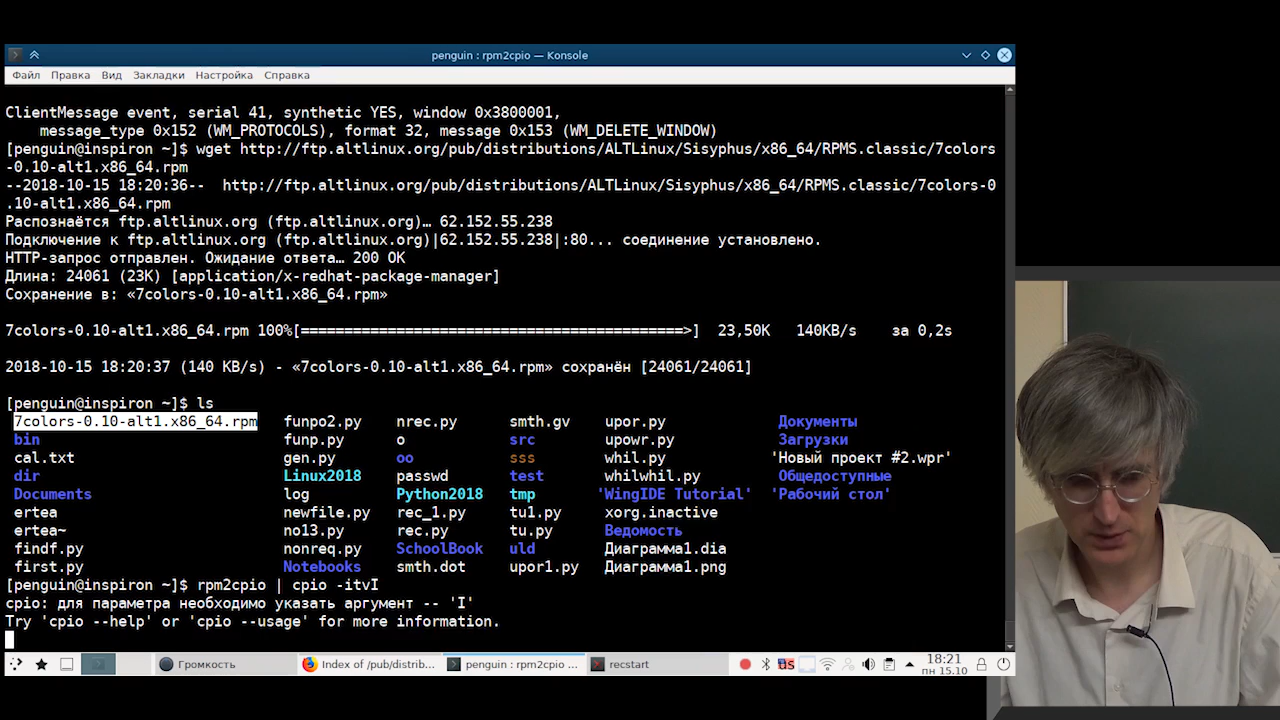 penguin : rpm2cpio — Konsole
Файл Правка Вид Закладки Настройка Справка
ClientMessage event, serial 41, synthetic YES, window 0x3800001,
message_type 0x152 (WM_PROTOCOLS), format 32, message 0x153 (WM_DELETE_WINDOW)
[penguin@inspiron ~]$ wget http://ftp.altlinux.org/pub/distributions/ALTLinux/Sisyphus/x86_64/RPMS.classic/7colors
-0.10-alt1.x86_64.rpm
--2018-10-15 18:20:36-- http://ftp.altlinux.org/pub/distributions/ALTLinux/Sisyphus/x86_64/RPMS.classic/7colors-0
.10-alt1.x86_64.rpm
Распознаётся ftp.altlinux.org (ftp.altlinux.org)… 62.152.55.238
Подключение к ftp.altlinux.org (ftp.altlinux.org)|62.152.55.238|:80... соединение установлено.
HTTP-запрос отправлен. Ожидание ответа… 200 OK
Длина: 24061 (23K) [application/x-redhat-package-manager]
Сохранение в: «7colors-0.10-alt1.x86_64.rpm»
7colors-0.10-alt1.x86_64.rpm 100%[===========================================>] 23,50K 140KB/s за 0,2s
2018-10-15 18:20:37 (140 KB/s) - «7colors-0.10-alt1.x86_64.rpm» сохранён [24061/24061]
[penguin@inspiron ~]$ ls
7colors-0.10-alt1.x86_64.rpm funpo2.py nrec.py smth.gv upor.py Документы
bin funp.py o src upowr.py Загрузки
cal.txt gen.py oo sss whil.py 'Новый проект #2.wpr'
dir Linux2018 passwd test whilwhil.py Общедоступные
Documents log Python2018 tmp 'WingIDE Tutorial' 'Рабочий стол'
ertea newfile.py rec_1.py tu1.py xorg.inactive
ertea~ no13.py rec.py tu.py Ведомость
findf.py nonreq.py SchoolBook uld Диаграмма1.dia
first.py Notebooks smth.dot upor1.py Диаграмма1.png
[penguin@inspiron ~]$ rpm2cpio | cpio -itvI
cpio: для параметра необходимо указать аргумент -- 'I'
Try 'cpio --help' or 'cpio --usage' for more information.
Громкость Index of /pub/distrib... penguin : rpm2cpio ... recstart us 18:21
пн 15.10